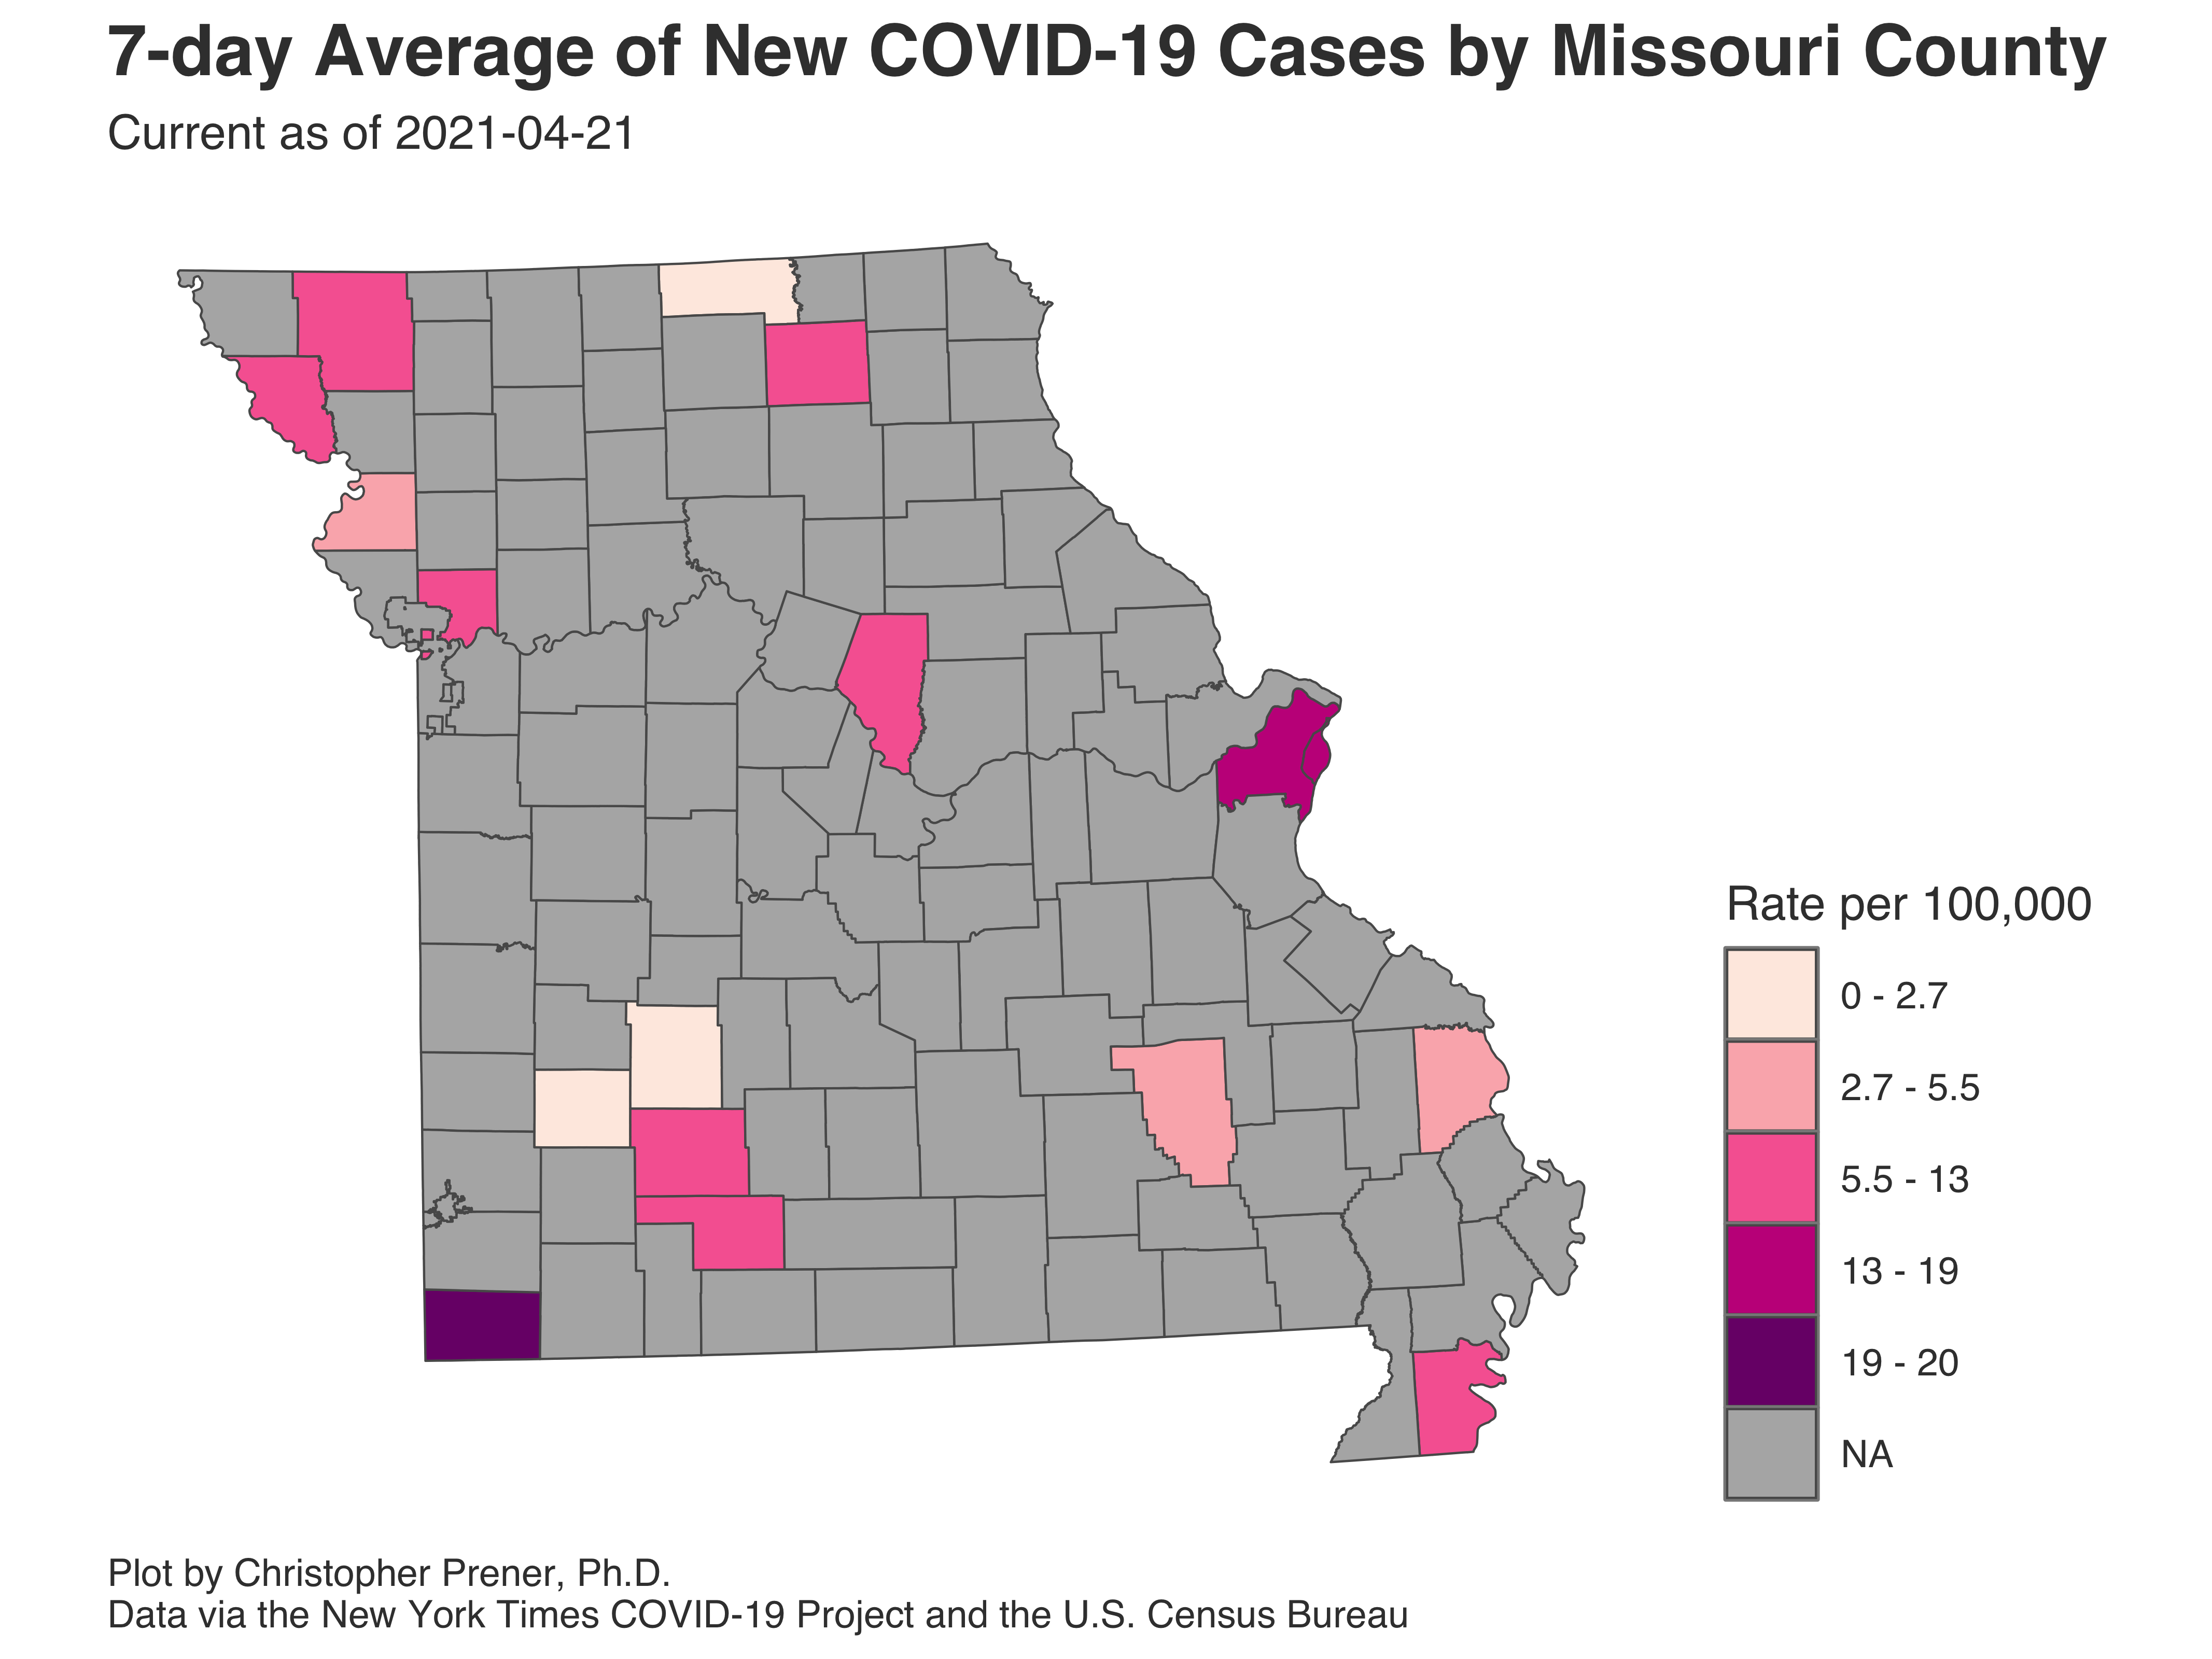 7-day Average of New COVID-19 Cases by Missouri County
Current as of 2021-04-21
Rate per 100,000
0 - 2.7
2.7 - 5.5
5.5 - 13
13 - 19
19 - 20
NA
Plot by Christopher Prener, Ph.D.
Data via the New York Times COVID-19 Project and the U.S. Census Bureau